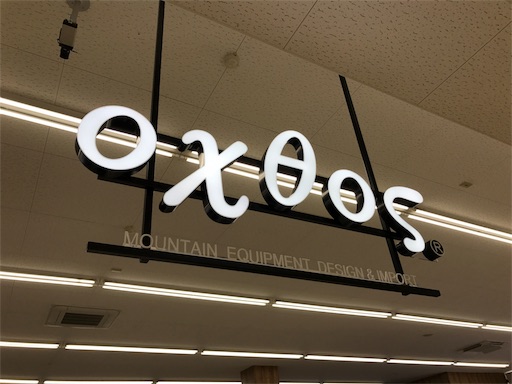 οχθος®
MOUNTAIN EQUIPMENT DESIGN & IMPORT